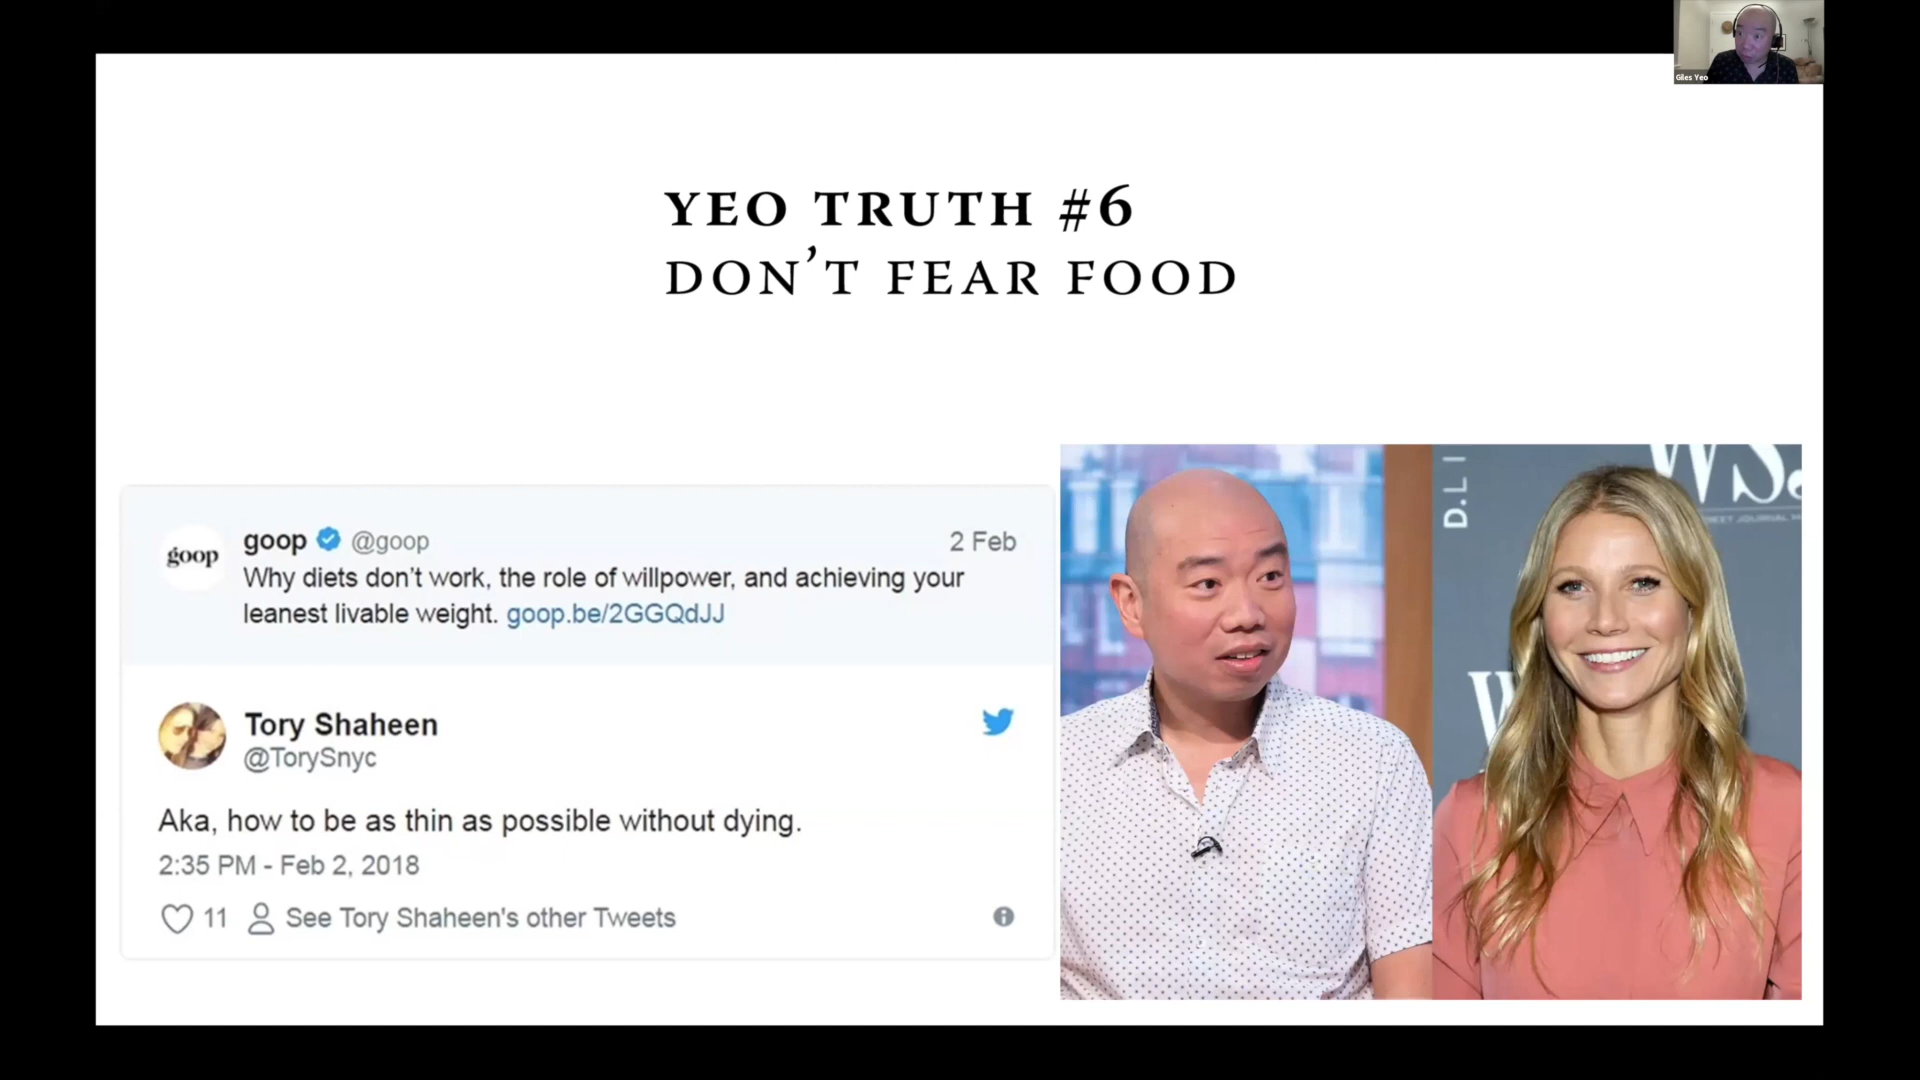 Giles Yeo
YEO TRUTH #6
DON'T FEAR FOOD
goop
goop @goop 2 Feb
Why diets don't work, the role of willpower, and achieving your
leanest livable weight. goop.be/2GGQdJJ
Tory Shaheen
@TorySnyc
Aka, how to be as thin as possible without dying.
2:35 PM - Feb 2, 2018
11 See Tory Shaheen's other Tweets
D.L I
WS
W